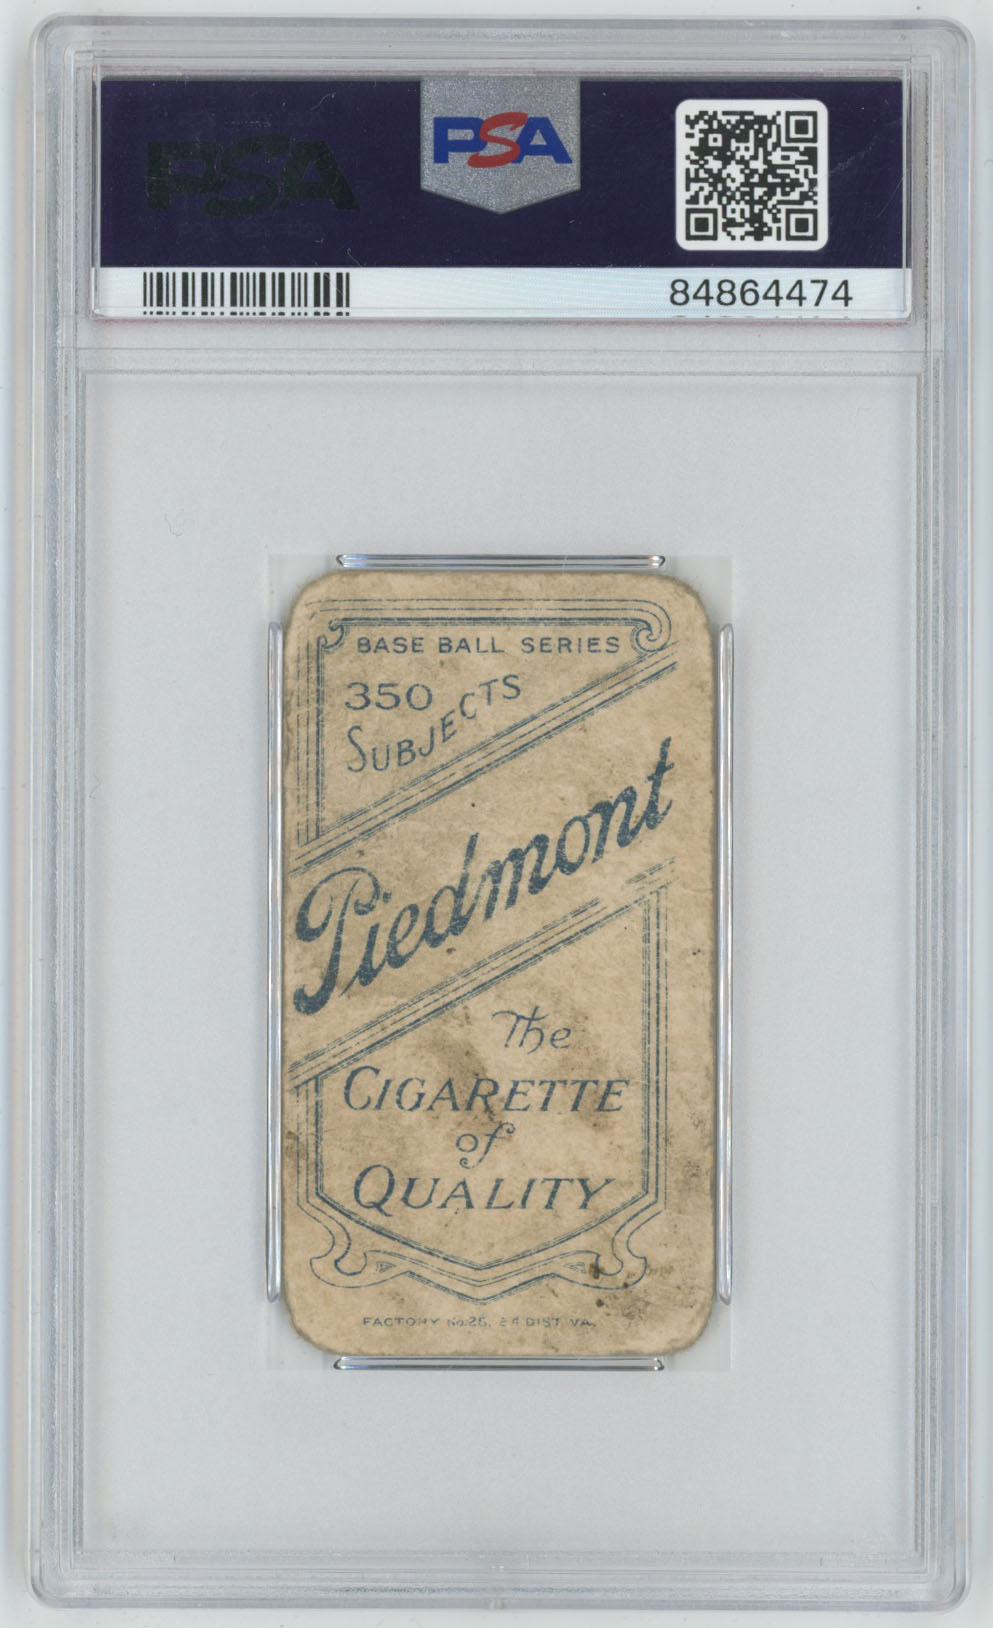 PSA
PSA
84864474
BASE BALL SERIES
350
SUBJECTS
Piedmont
The
CIGARETTE
of
QUALITY
FACTORY No. 25, 2d DIST. VA.